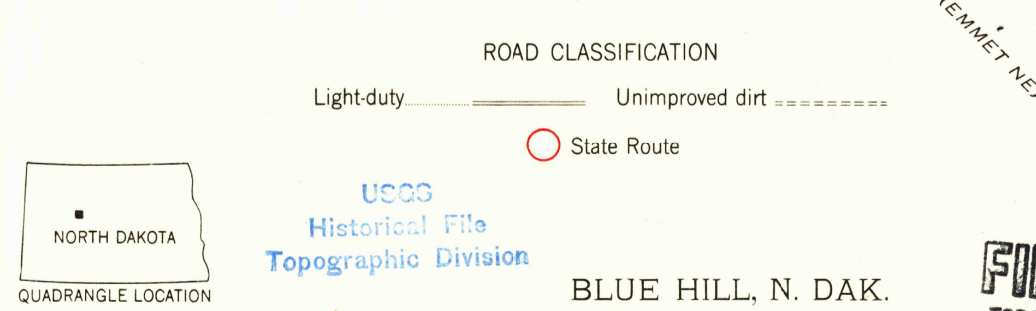 ROAD CLASSIFICATION
Light-duty Unimproved dirt
State Route
USGS
Historical File
Topographic Division
NORTH DAKOTA
QUADRANGLE LOCATION
BLUE HILL, N. DAK.